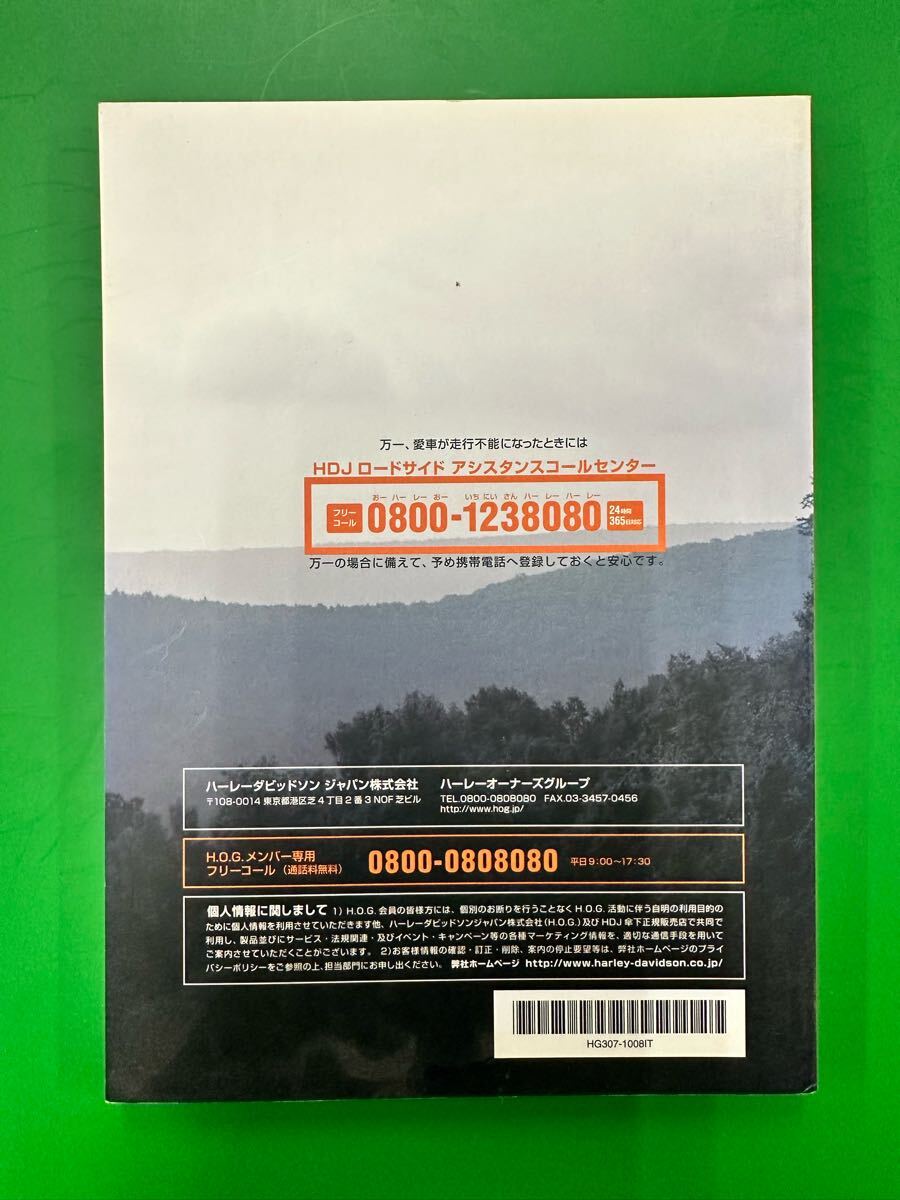 万一、愛車が走行不能になったときには
HDJ ロードサイド アシスタンスコールセンター
おー ハー レー おー いち にい さん ハー レー ハー レー
フリーコール 0800-1238080 24時間 365日対応
万一の場合に備えて、予め携帯電話へ登録しておくと安心です。
ハーレーダビッドソン ジャパン株式会社
〒108-0014 東京都港区芝4丁目2番3 NOF 芝ビル
ハーレーオーナーズグループ
TEL.0800-0808080 FAX.03-3457-0456
http://www.hog.jp/
H.O.G.メンバー専用
フリーコール（通話料無料） 0800-0808080 平日9:00〜17:30
個人情報に関しまして 1) H.O.G.会員の皆様方には、個別のお断りを行うことなくH.O.G.活動に伴う自明の利用目的の
ために個人情報を利用させていただきます他、ハーレーダビッドソンジャパン株式会社(H.O.G.)及びHDJ傘下正規販売店で共同で
利用し、製品並びにサービス・法規関連・及びイベント・キャンペーン等の各種マーケティング情報を、適切な通信手段を用いて
ご案内させていただくことがございます。 2)お客様情報の確認・訂正・削除、案内の停止要望等は、弊社ホームページのプライ
バシーポリシーをご参照の上、担当部門にお申し出ください。 弊社ホームページ http://www.harley-davidson.co.jp/
HG307-1008IT